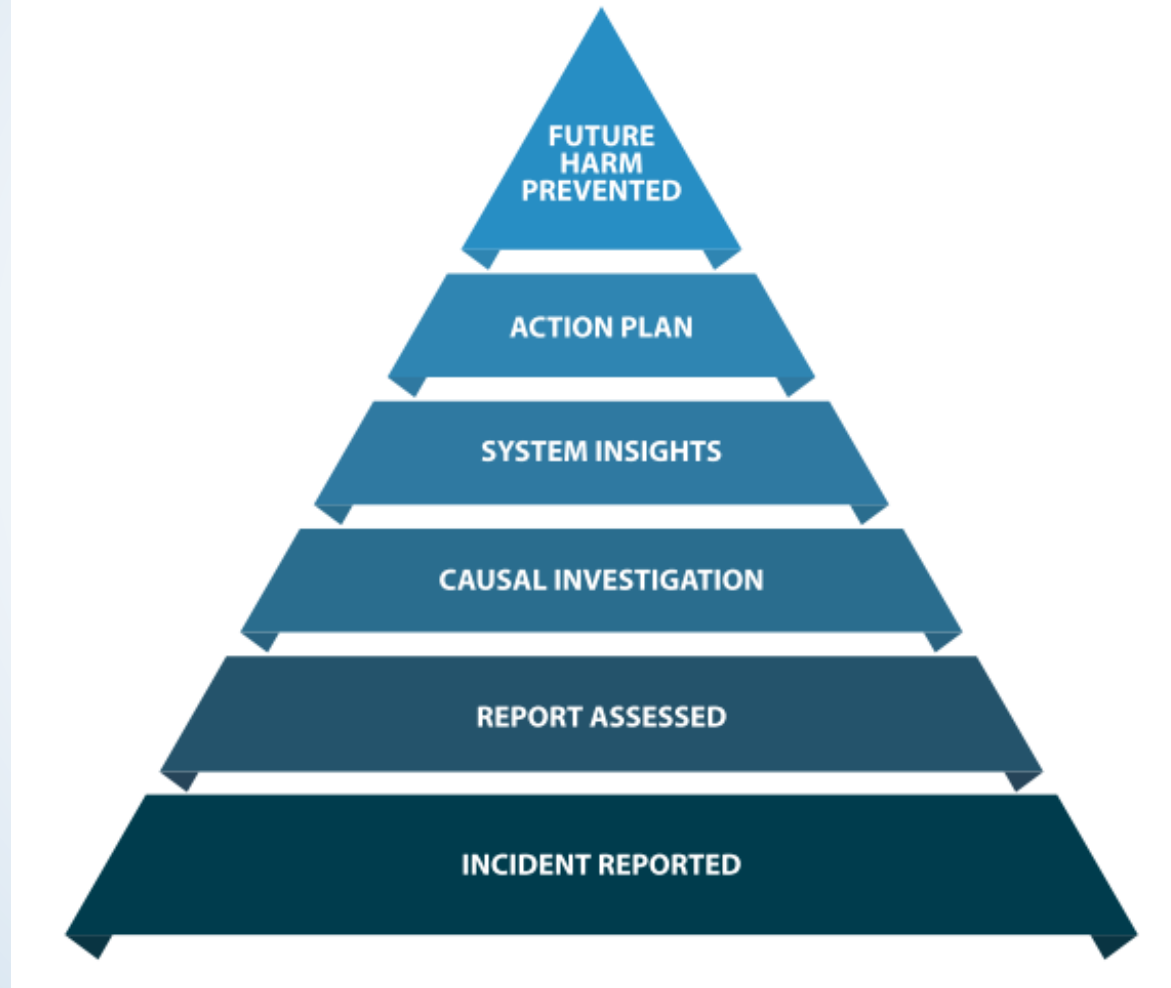 FUTURE
HARM
PREVENTED
ACTION PLAN
SYSTEM INSIGHTS
CAUSAL INVESTIGATION
REPORT ASSESSED
INCIDENT REPORTED